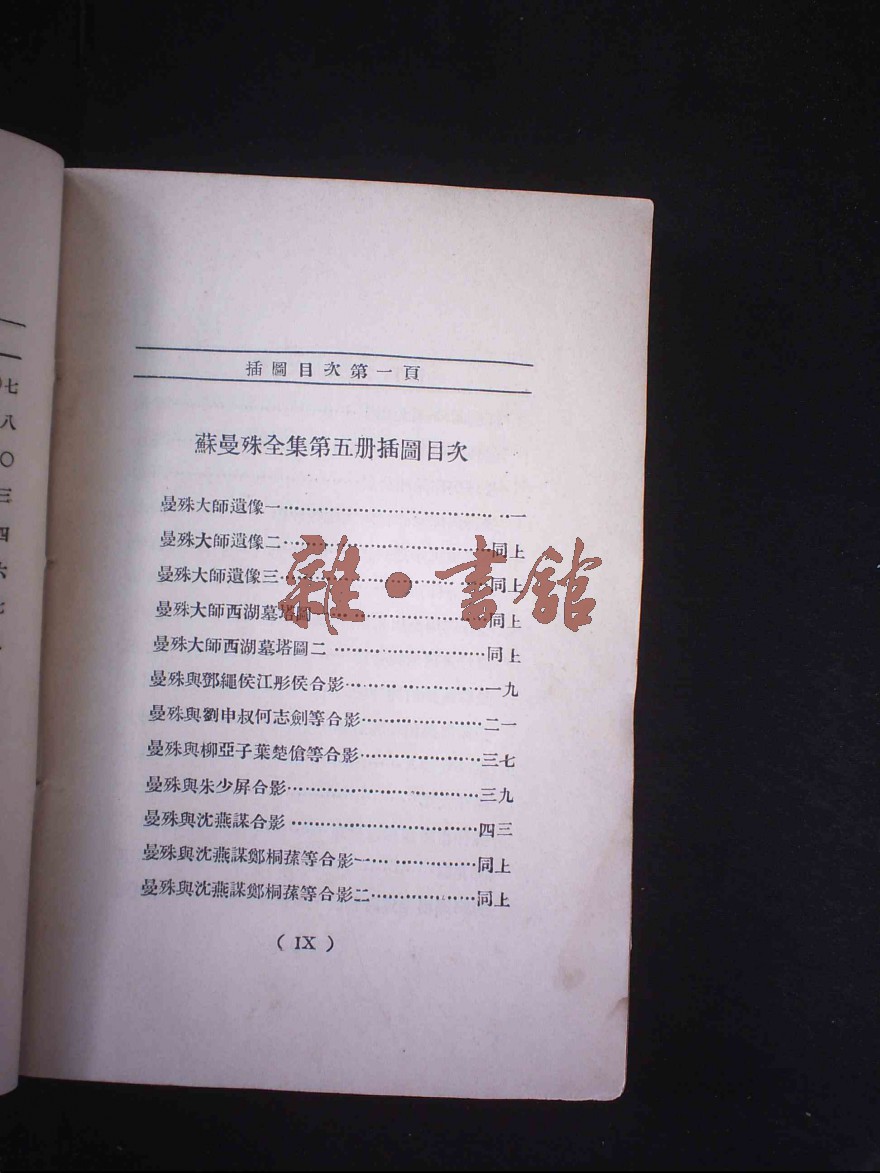 七
八
〇
三
四
六
七
插圖目次第一頁
蘇曼殊全集第五册插圖目次
曼殊大師遺像一……………………………… …一
曼殊大師遺像二………………………………同上
曼殊大師遺像三………………………………同上
曼殊大師西湖墓塔圖一…… …………………同上
曼殊大師西湖墓塔圖二 ………………………同上
曼殊與鄧繩侯江彤侯合影……… ……………一九
曼殊與劉申叔何志劍等合影…………………二一
曼殊與柳亞子葉楚傖等合影…………………三七
曼殊與朱少屏合影……………………………三九
曼殊與沈燕謀合影 ……………………………四三
曼殊與沈燕謀鄭桐蓀等合影一… ……………同上
曼殊與沈燕謀鄭桐蓀等合影二………………同上
( IX )
雜·書館